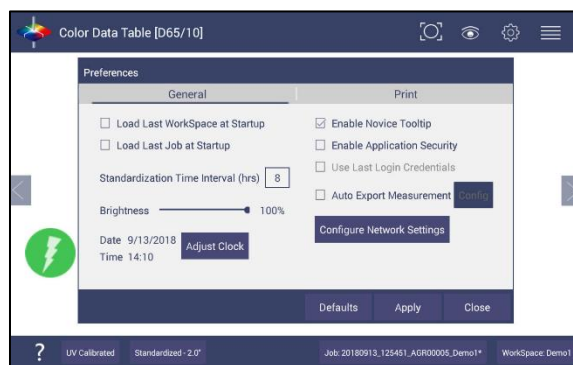 Color Data Table [D65/10]
Preferences
General
Print
Load Last WorkSpace at Startup
Load Last Job at Startup
Standardization Time Interval (hrs) 8
Brightness 100%
Date 9/13/2018
Time 14:10
Adjust Clock
Enable Novice Tooltip
Enable Application Security
Use Last Login Credentials
Auto Export Measurement Config
Configure Network Settings
Defaults Apply Close
? UV Calibrated Standardized - 2.0" Job: 20180913_125451_AGR00005_Demo1* WorkSpace: Demo1